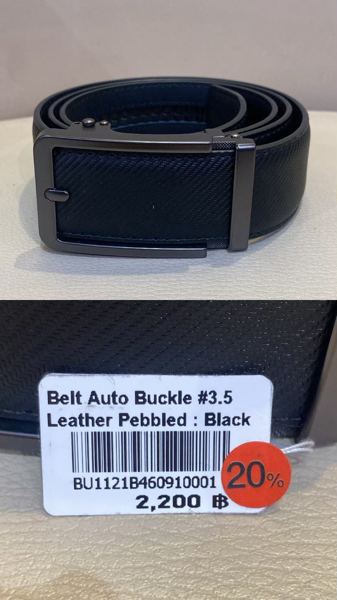 Belt Auto Buckle #3.5
Leather Pebbled : Black
BU1121B460910001
20%
2,200 ฿